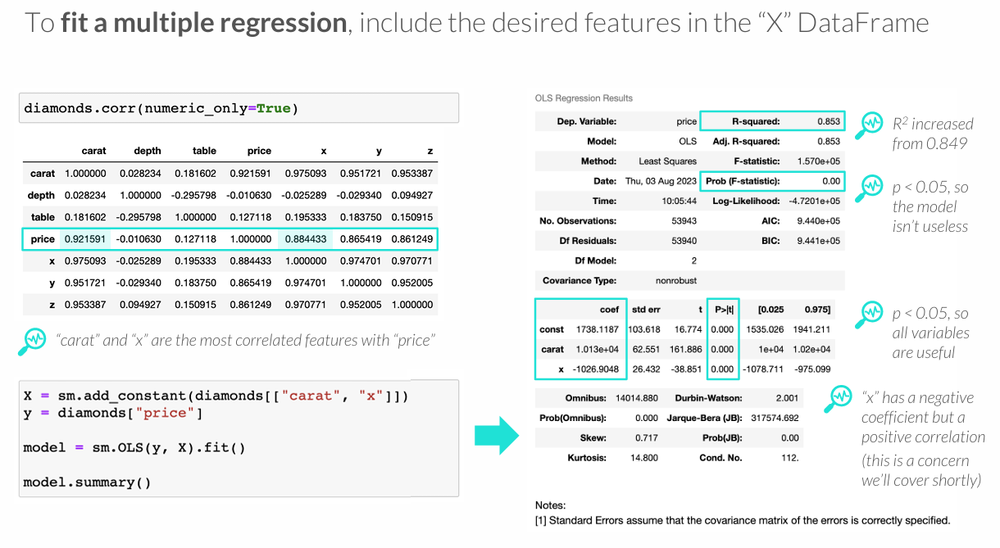 To fit a multiple regression, include the desired features in the “X” DataFrame
diamonds.corr(numeric_only=True)
carat depth table price x y z
carat 1.000000 0.028234 0.181602 0.921591 0.975093 0.951721 0.953387
depth 0.028234 1.000000 -0.295798 -0.010630 -0.025289 -0.029340 0.094927
table 0.181602 -0.295798 1.000000 0.127118 0.195333 0.183750 0.150915
price 0.921591 -0.010630 0.127118 1.000000 0.884433 0.865419 0.861249
x 0.975093 -0.025289 0.195333 0.884433 1.000000 0.974701 0.970771
y 0.951721 -0.029340 0.183750 0.865419 0.974701 1.000000 0.952005
z 0.953387 0.094927 0.150915 0.861249 0.970771 0.952005 1.000000
“carat” and “x” are the most correlated features with “price”
X = sm.add_constant(diamonds[["carat", "x"]])
y = diamonds["price"]
model = sm.OLS(y, X).fit()
model.summary()
OLS Regression Results
Dep. Variable: price R-squared: 0.853
Model: OLS Adj. R-squared: 0.853
Method: Least Squares F-statistic: 1.570e+05
Date: Thu, 03 Aug 2023 Prob (F-statistic): 0.00
Time: 10:05:44 Log-Likelihood: -4.7201e+05
No. Observations: 53943 AIC: 9.440e+05
Df Residuals: 53940 BIC: 9.441e+05
Df Model: 2
Covariance Type: nonrobust
coef std err t P>|t| [0.025 0.975]
const 1738.1187 103.618 16.774 0.000 1535.026 1941.211
carat 1.013e+04 62.551 161.886 0.000 1e+04 1.02e+04
x -1026.9048 26.432 -38.851 0.000 -1078.711 -975.099
Omnibus: 14014.880 Durbin-Watson: 2.001
Prob(Omnibus): 0.000 Jarque-Bera (JB): 317574.692
Skew: 0.717 Prob(JB): 0.00
Kurtosis: 14.800 Cond. No. 112.
Notes:
[1] Standard Errors assume that the covariance matrix of the errors is correctly specified.
R² increased
from 0.849
p < 0.05, so
the model
isn’t useless
p < 0.05, so
all variables
are useful
“x” has a negative
coefficient but a
positive correlation
(this is a concern
we’ll cover shortly)